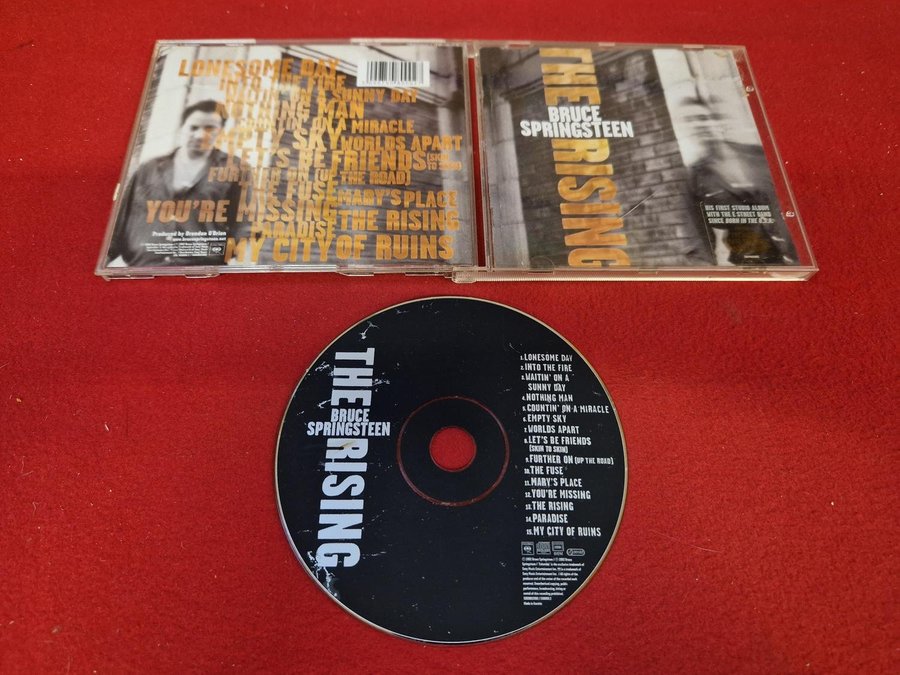 LONESOME DAY
INTO THE FIRE
WAITIN' ON A SUNNY DAY
NOTHING MAN
COUNTIN' ON A MIRACLE
EMPTY SKY
WORLDS APART
LET'S BE FRIENDS (SKIN TO SKIN)
FURTHER ON (UP THE ROAD)
THE FUSE
MARY'S PLACE
YOU'RE MISSING
THE RISING
PARADISE
MY CITY OF RUINS
Produced by Brendan O'Brien
www.brucespringsteen.net
THE RISING
BRUCE
SPRINGSTEEN
HIS FIRST STUDIO ALBUM
WITH THE E STREET BAND
SINCE BORN IN THE U.S.A.
THE RISING
BRUCE
SPRINGSTEEN
1. LONESOME DAY
2. INTO THE FIRE
3. WAITIN' ON A
SUNNY DAY
4. NOTHING MAN
5. COUNTIN' ON A MIRACLE
6. EMPTY SKY
7. WORLDS APART
8. LET'S BE FRIENDS
(SKIN TO SKIN)
9. FURTHER ON (UP THE ROAD)
10. THE FUSE
11. MARY'S PLACE
12. YOU'RE MISSING
13. THE RISING
14. PARADISE
15. MY CITY OF RUINS